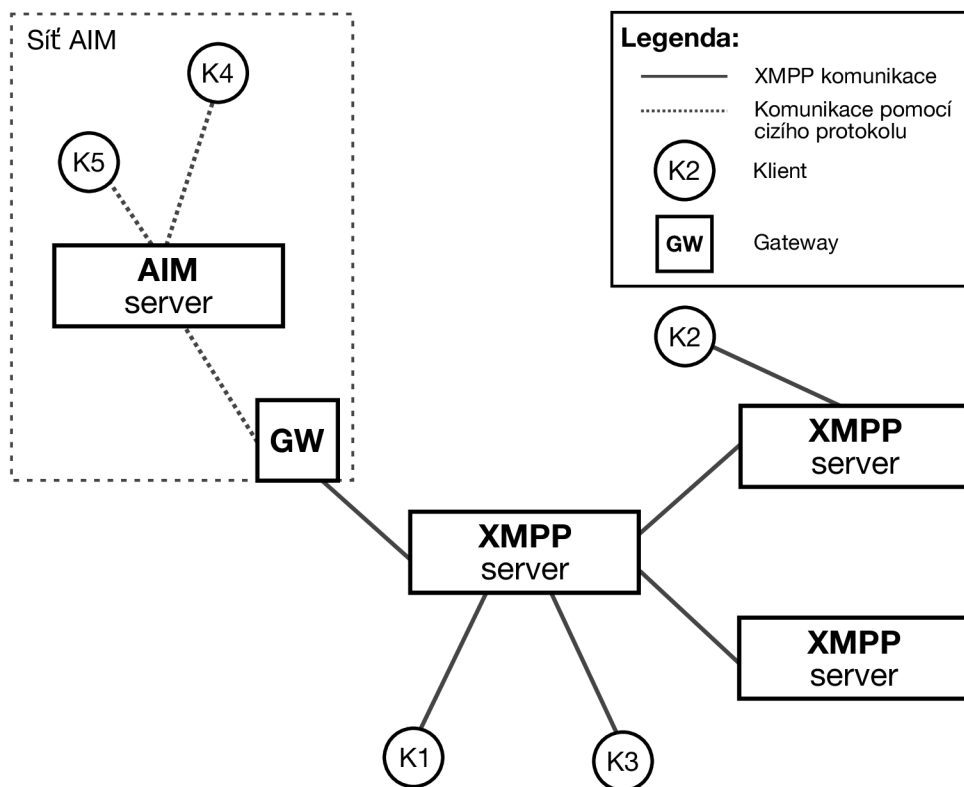 Síť AIM
K4
K5
AIM
server
GW
Legenda:
XMPP komunikace
Komunikace pomocí
cizího protokolu
K2
Klient
GW
Gateway
K2
XMPP
server
XMPP
server
XMPP
server
K1
K3